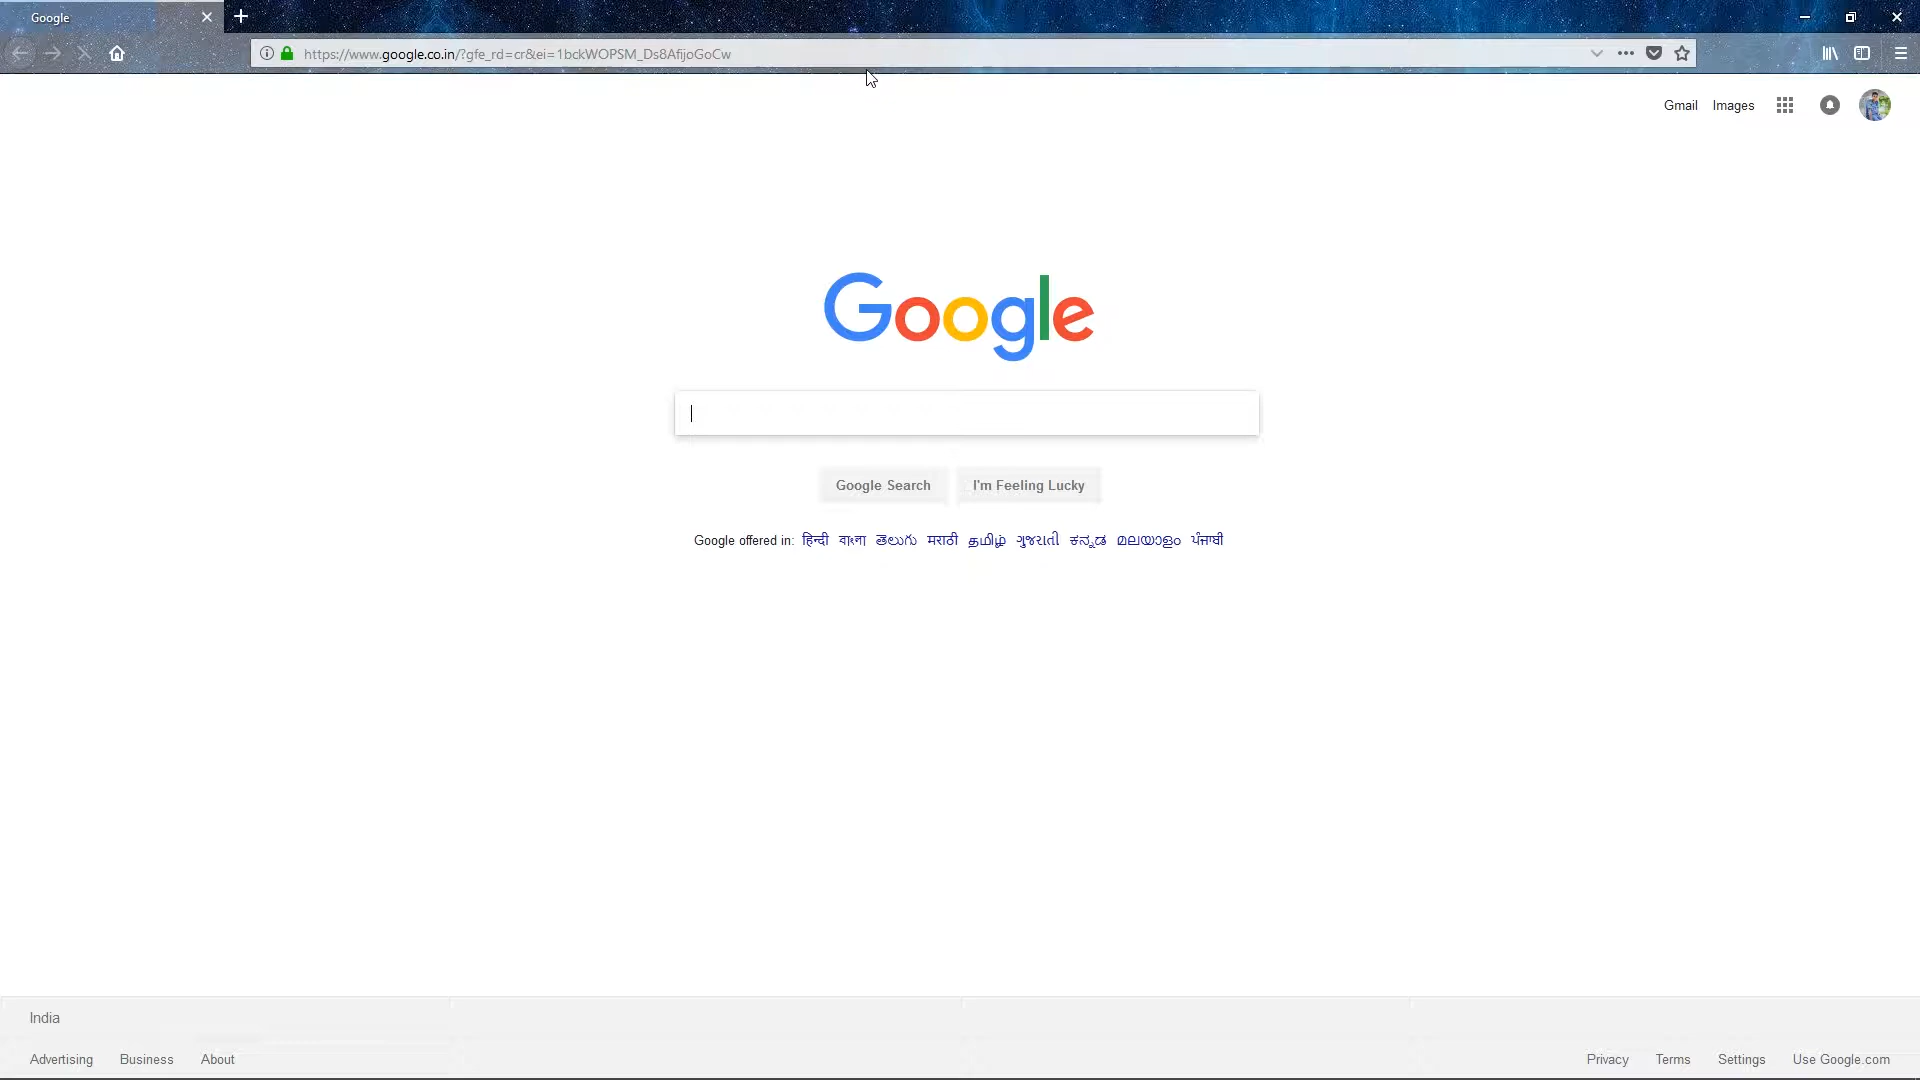 Google
https://www.google.co.in/?gfe_rd=cr&ei=1bckWOPSM_Ds8AfijoGoCw
Gmail Images
Google
Google Search I'm Feeling Lucky
Google offered in: हिन्दी বাংলা తెలుగు मराठी தமிழ் ગુજરાતી ಕನ್ನಡ മലയാളം ਪੰਜਾਬੀ
India
Advertising Business About Privacy Terms Settings Use Google.com